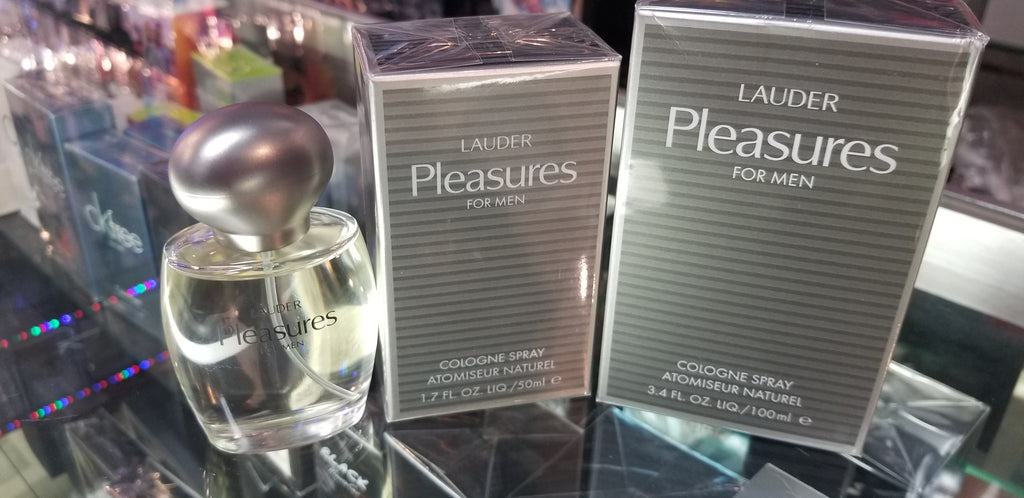 LAUDER
Pleasures
FOR MEN
LAUDER
Pleasures
FOR MEN
COLOGNE SPRAY
ATOMISEUR NATUREL
1.7 FL. OZ. LIQ./50ml e
LAUDER
Pleasures
FOR MEN
COLOGNE SPRAY
ATOMISEUR NATUREL
3.4 FL. OZ. LIQ./100ml e